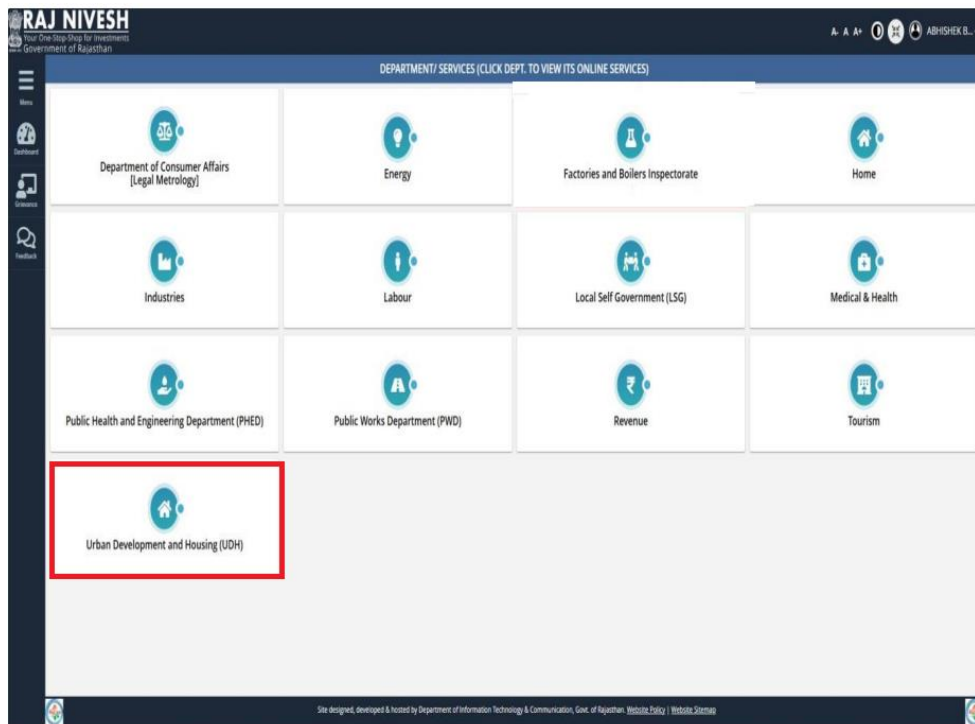 RAJ NIVESH
Your One-Stop-Shop for Investments
Government of Rajasthan
A- A A+
ABHISHEK B...
DEPARTMENT/ SERVICES (CLICK DEPT. TO VIEW ITS ONLINE SERVICES)
Menu
Dashboard
Grievance
Feedback
Department of Consumer Affairs
[Legal Metrology]
Energy
Factories and Boilers Inspectorate
Home
Industries
Labour
Local Self Government (LSG)
Medical & Health
Public Health and Engineering Department (PHED)
Public Works Department (PWD)
Revenue
Tourism
Urban Development and Housing (UDH)
Site designed, developed & hosted by Department of Information Technology & Communication, Govt. of Rajasthan. Website Policy | Website Sitemap